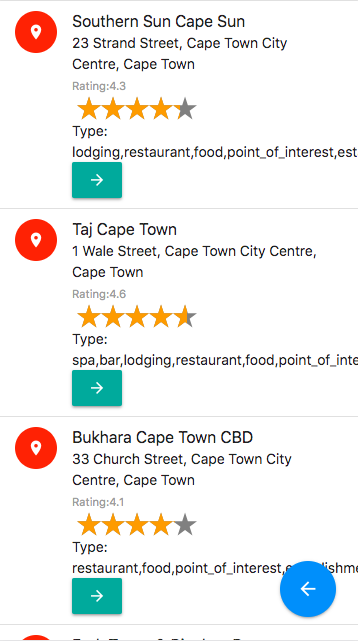 Southern Sun Cape Sun
23 Strand Street, Cape Town City
Centre, Cape Town
Rating:4.3
Type:
lodging,restaurant,food,point_of_interest,est
Taj Cape Town
1 Wale Street, Cape Town City Centre,
Cape Town
Rating:4.6
Type:
spa,bar,lodging,restaurant,food,point_of_inte
Bukhara Cape Town CBD
33 Church Street, Cape Town City
Centre, Cape Town
Rating:4.1
Type:
restaurant,food,point_of_interest,establishme